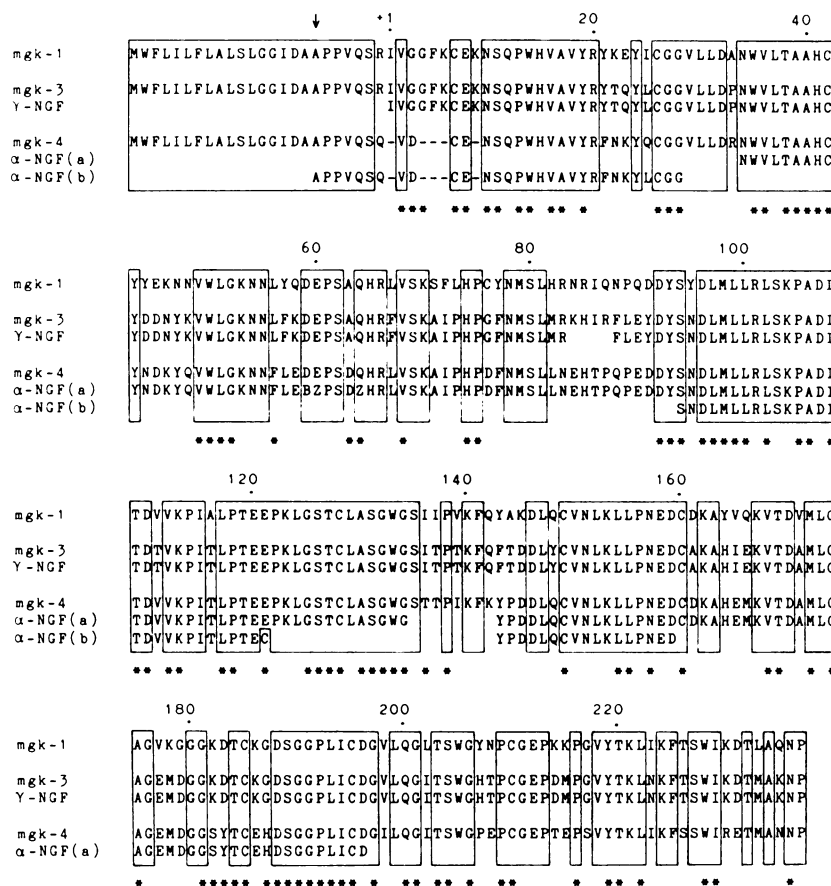 +1 20 40
mgk-1 MWFLILFLALSLGGIDAAPPVQSRIVGGFKCEKNSQPWHVAVYRYKEYICGGVLLDANWVLTAAHC
mgk-3 MWFLILFLALSLGGIDAAPPVQSRIVGGFKCEKNSQPWHVAVYRYTQYLCGGVLLDPNWVLTAAHC
γ-NGF IVGGFKCEKNSQPWHVAVYRYTQYLCGGVLLDPNWVLTAAHC
mgk-4 MWFLILFLALSLGGIDAAPPVQSQ-VD---CE-NSQPWHVAVYRFNKYQCGGVLLDRNWVLTAAHC
α-NGF(a) NWVLTAAHC
α-NGF(b) APPVQSQ-VD---CE-NSQPWHVAVYRFNKYLCGG
60 80 100
mgk-1 YYEKNNVWLGKNNLYQDEPSAQHRLVSKSFLHPCYNMSLHRNRIQNPQDDYSYDLMLLRLSKPADI
mgk-3 YDDNYKVWLGKNNLFKDEPSAQHRFVSKAIPHPGFNMSLMRKHIRFLEYDYSNDLMLLRLSKPADI
γ-NGF YDDNYKVWLGKNNLFKDEPSAQHRFVSKAIPHPGFNMSLMR FLEYDYSNDLMLLRLSKPADI
mgk-4 YNDKYQVWLGKNNFLEDEPSDQHRLVSKAIPHPDFNMSLLNEHTPQPEDDYSNDLMLLRLSKPADI
α-NGF(a) YNDKYQVWLGKNNFLEBZPSDZHRLVSKAIPHPDFNMSLLNEHTPQPEDDYSNDLMLLRLSKPADI
α-NGF(b) SNDLMLLRLSKPADI
120 140 160
mgk-1 TDVVKPIALPTEEPKLGSTCLASGWGSIIPVKFQYAKDLQCVNLKLLPNEDCDKAYVQKVTDVMLC
mgk-3 TDTVKPITLPTEEPKLGSTCLASGWGSITPTKFQFTDDLYCVNLKLLPNEDCAKAHIEKVTDAMLC
γ-NGF TDTVKPITLPTEEPKLGSTCLASGWGSITPTKFQFTDDLYCVNLKLLPNEDCAKAHIEKVTDAMLC
mgk-4 TDVVKPITLPTEEPKLGSTCLASGWGSTTPIKFKYPDDLQCVNLKLLPNEDCDKAHEMKVTDAMLC
α-NGF(a) TDVVKPITLPTEEPKLGSTCLASGWG YPDDLQCVNLKLLPNEDCDKAHEMKVTDAMLC
α-NGF(b) TDVVKPITLPTEC YPDDLQCVNLKLLPNED
180 200 220
mgk-1 AGVKGGGKDTCKGDSGGPLICDGVLQGLTSWGYNPCGEPKKPGVYTKLIKFTSWIKDTLAQNP
mgk-3 AGEMDGGKDTCKGDSGGPLICDGVLQGITSWGHTPCGEPDMPGVYTKLNKFTSWIKDTMAKNP
γ-NGF AGEMDGGKDTCKGDSGGPLICDGVLQGITSWGHTPCGEPDMPGVYTKLNKFTSWIKDTMAKNP
mgk-4 AGEMDGGSYTCEHDSGGPLICDGILQGITSWGPEPCGEPTEPSVYTKLIKFSSWIRETMANNP
α-NGF(a) AGEMDGGSYTCEHDSGGPLICD